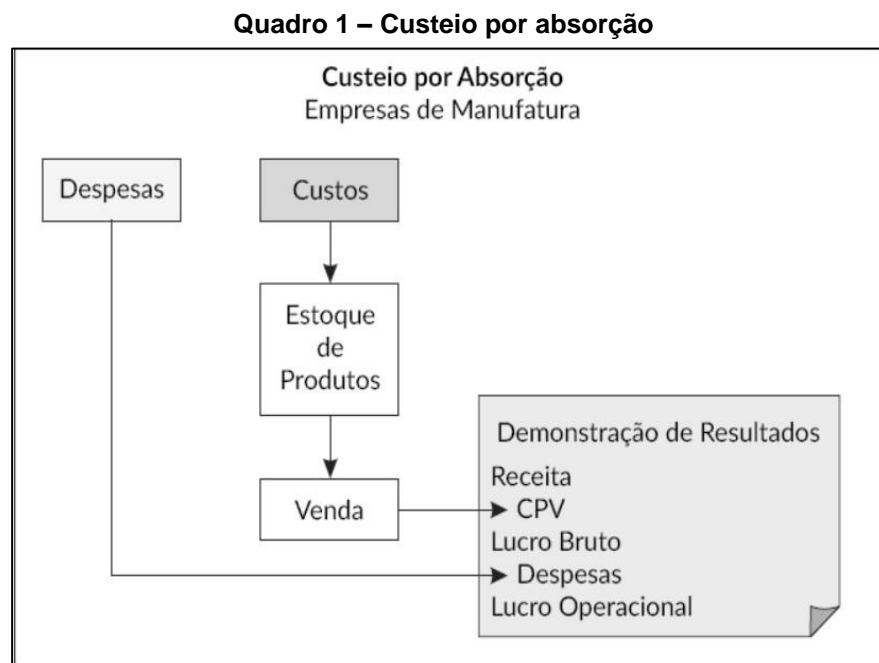 Quadro 1 – Custeio por absorção
Custeio por Absorção
Empresas de Manufatura
Despesas
Custos
Estoque
de
Produtos
Venda
Demonstração de Resultados
Receita
CPV
Lucro Bruto
Despesas
Lucro Operacional